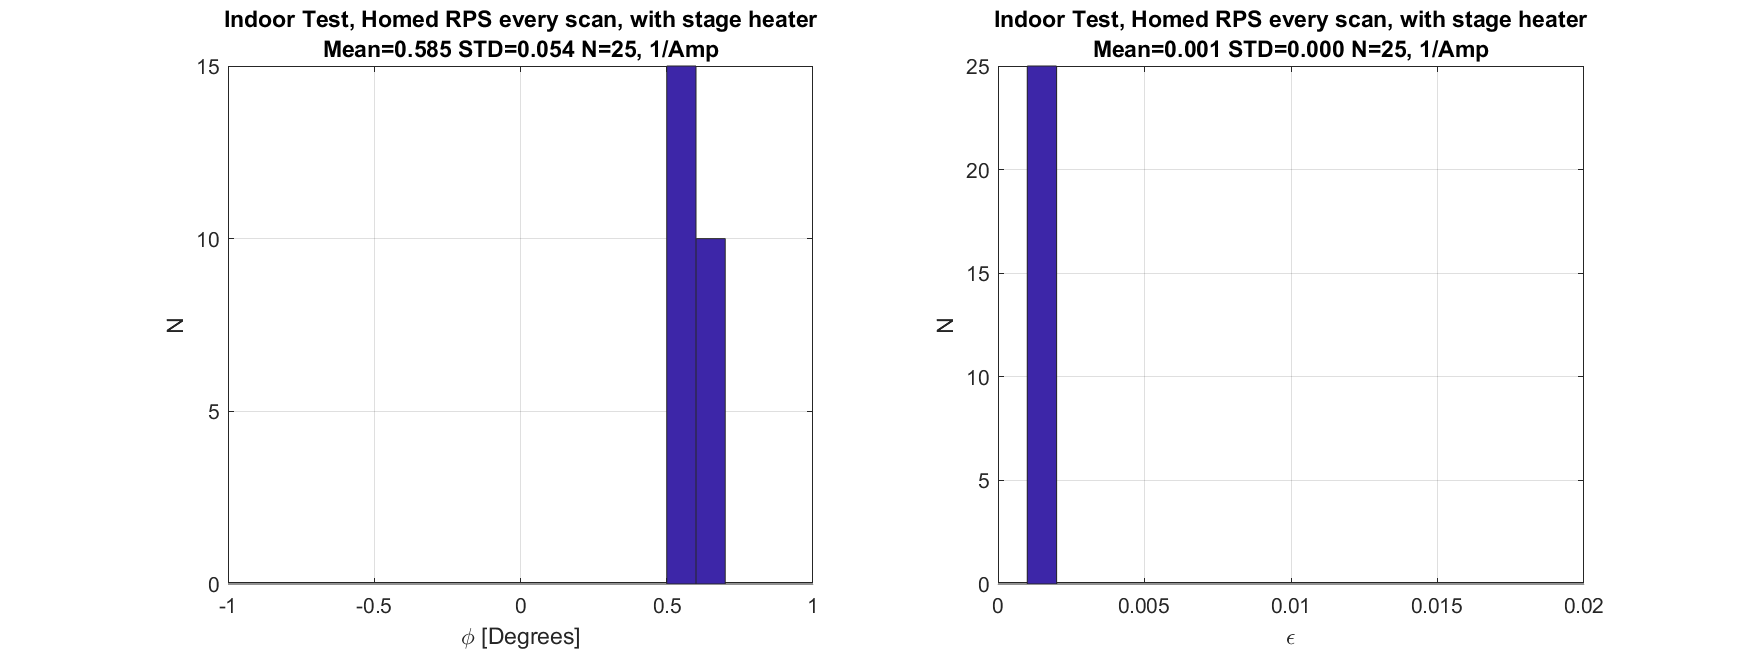 Indoor Test, Homed RPS every scan, with stage heater
Mean=0.585 STD=0.054 N=25, 1/Amp
15
10
5
0
N
-1 -0.5 0 0.5 1
ϕ [Degrees]
Indoor Test, Homed RPS every scan, with stage heater
Mean=0.001 STD=0.000 N=25, 1/Amp
25
20
15
10
5
0
N
0 0.005 0.01 0.015 0.02
ϵ